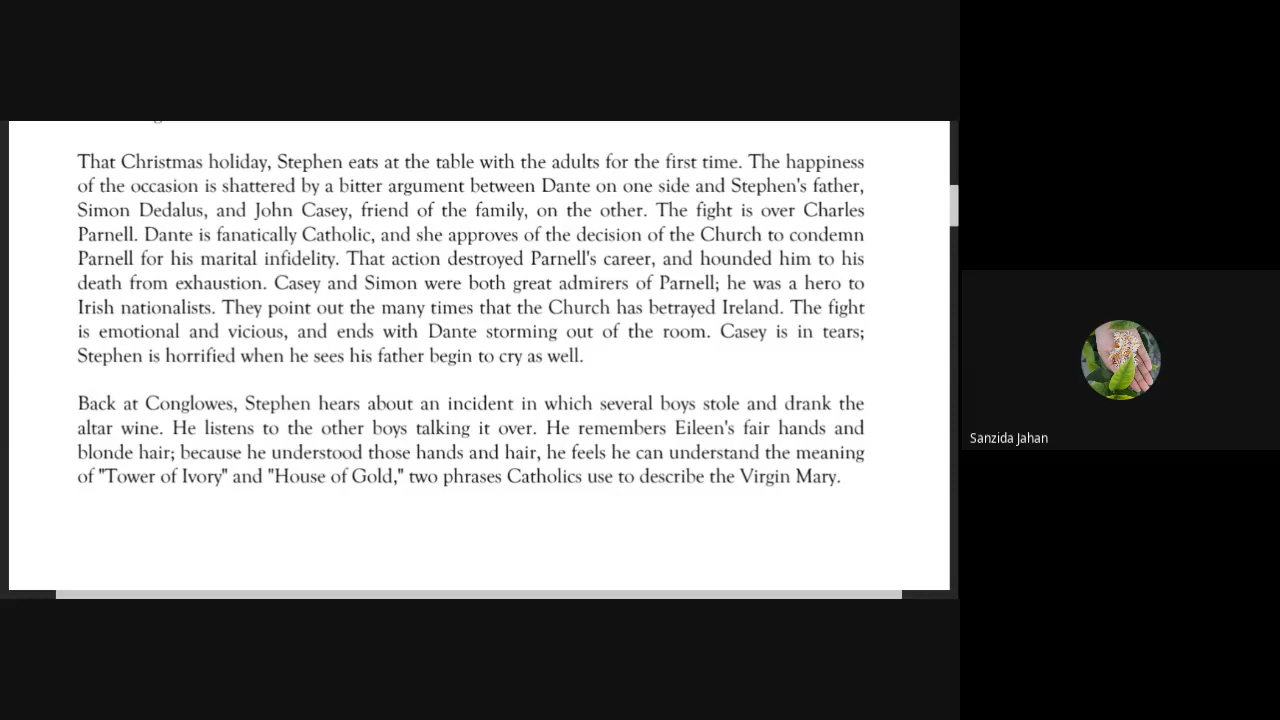 That Christmas holiday, Stephen eats at the table with the adults for the first time. The happiness
of the occasion is shattered by a bitter argument between Dante on one side and Stephen's father,
Simon Dedalus, and John Casey, friend of the family, on the other. The fight is over Charles
Parnell. Dante is fanatically Catholic, and she approves of the decision of the Church to condemn
Parnell for his marital infidelity. That action destroyed Parnell's career, and hounded him to his
death from exhaustion. Casey and Simon were both great admirers of Parnell; he was a hero to
Irish nationalists. They point out the many times that the Church has betrayed Ireland. The fight
is emotional and vicious, and ends with Dante storming out of the room. Casey is in tears;
Stephen is horrified when he sees his father begin to cry as well.
Back at Conglowes, Stephen hears about an incident in which several boys stole and drank the
altar wine. He listens to the other boys talking it over. He remembers Eileen's fair hands and
blonde hair; because he understood those hands and hair, he feels he can understand the meaning
of "Tower of Ivory" and "House of Gold," two phrases Catholics use to describe the Virgin Mary.
Sanzida Jahan